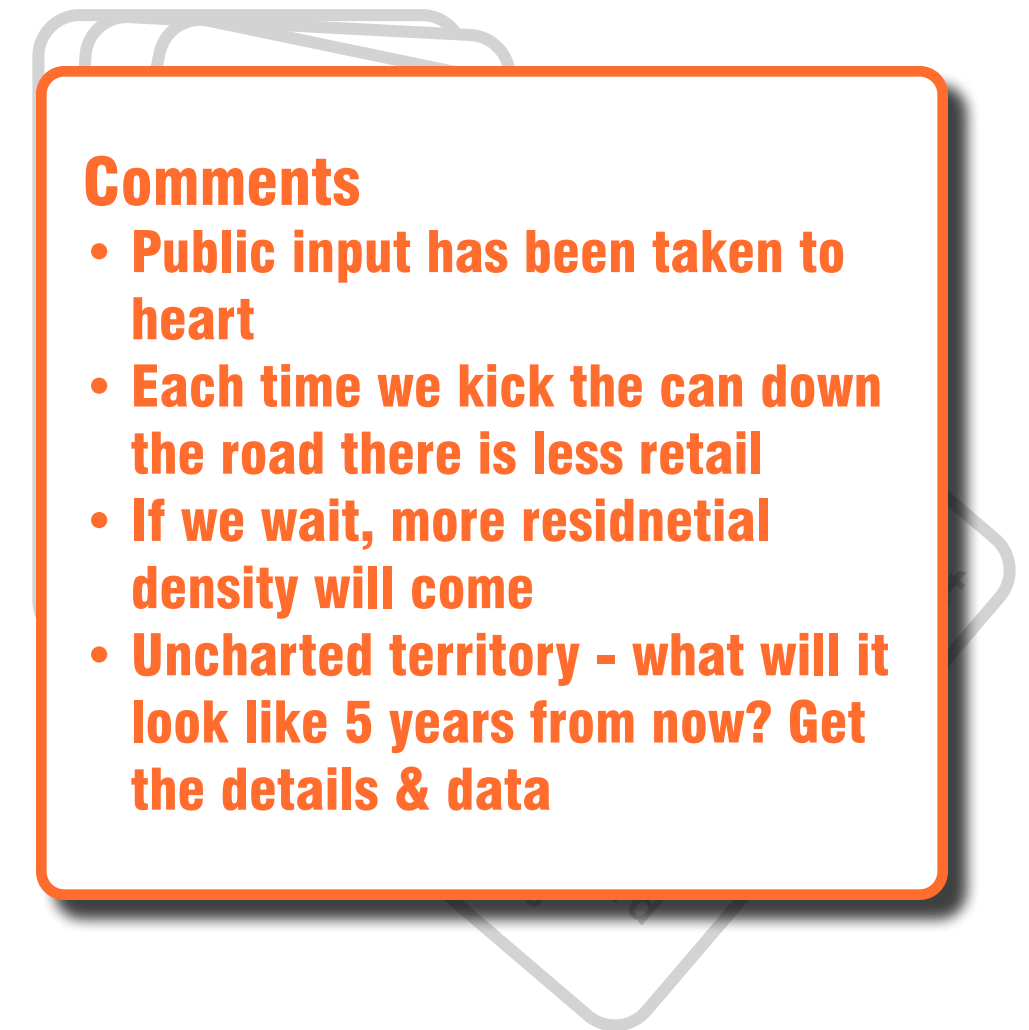 Comments
• Public input has been taken to
heart
• Each time we kick the can down
the road there is less retail
• If we wait, more residnetial
density will come
• Uncharted territory - what will it
look like 5 years from now? Get
the details & data